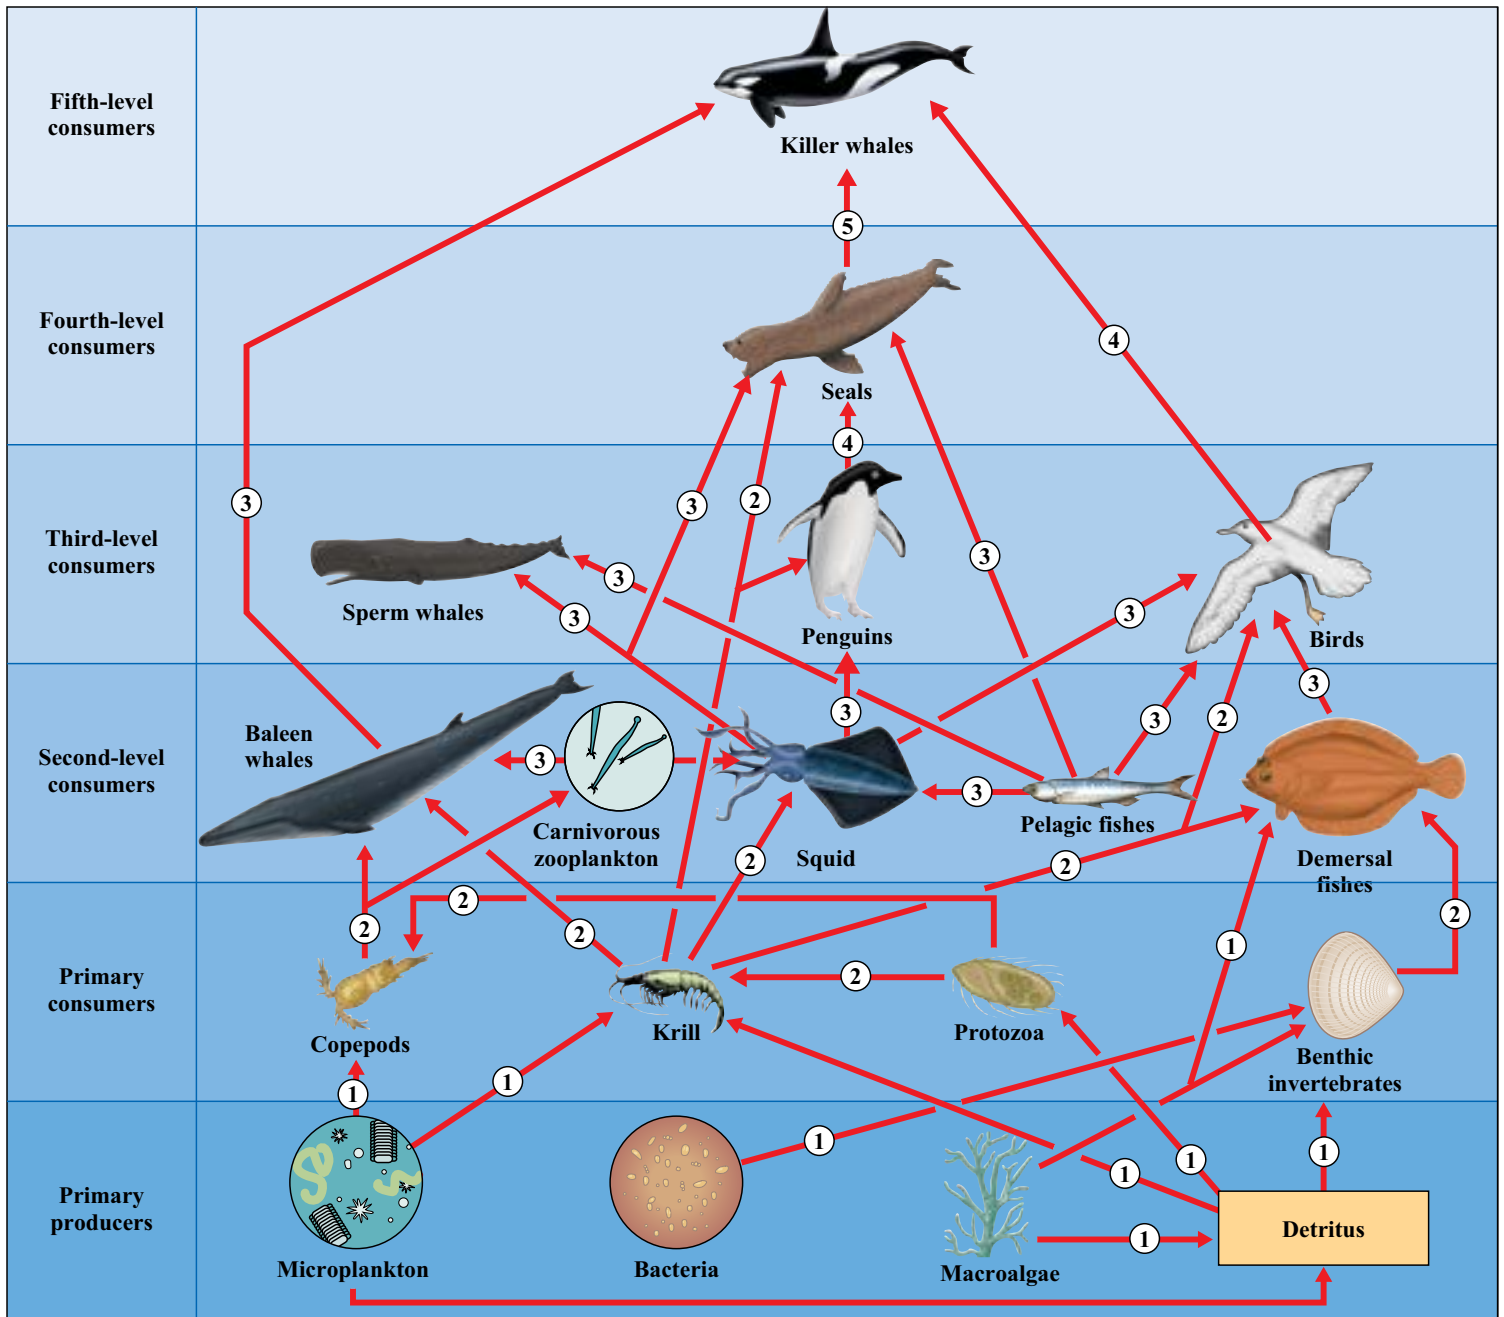 Fifth-level
consumers
Killer whales
5
Fourth-level
consumers
4
Seals
4
3
3
2
Third-level
consumers
3
3
Sperm whales
3
Penguins
3
Birds
Second-level
consumers
Baleen
whales
3
3
3
2
3
3
Carnivorous
zooplankton
Squid
Pelagic fishes
Demersal
fishes
2
2
Primary
consumers
2
2
2
2
2
1
Copepods
Krill
Protozoa
Benthic
invertebrates
1
1
Primary
producers
1
1
1
1
1
Detritus
Microplankton
Bacteria
Macroalgae